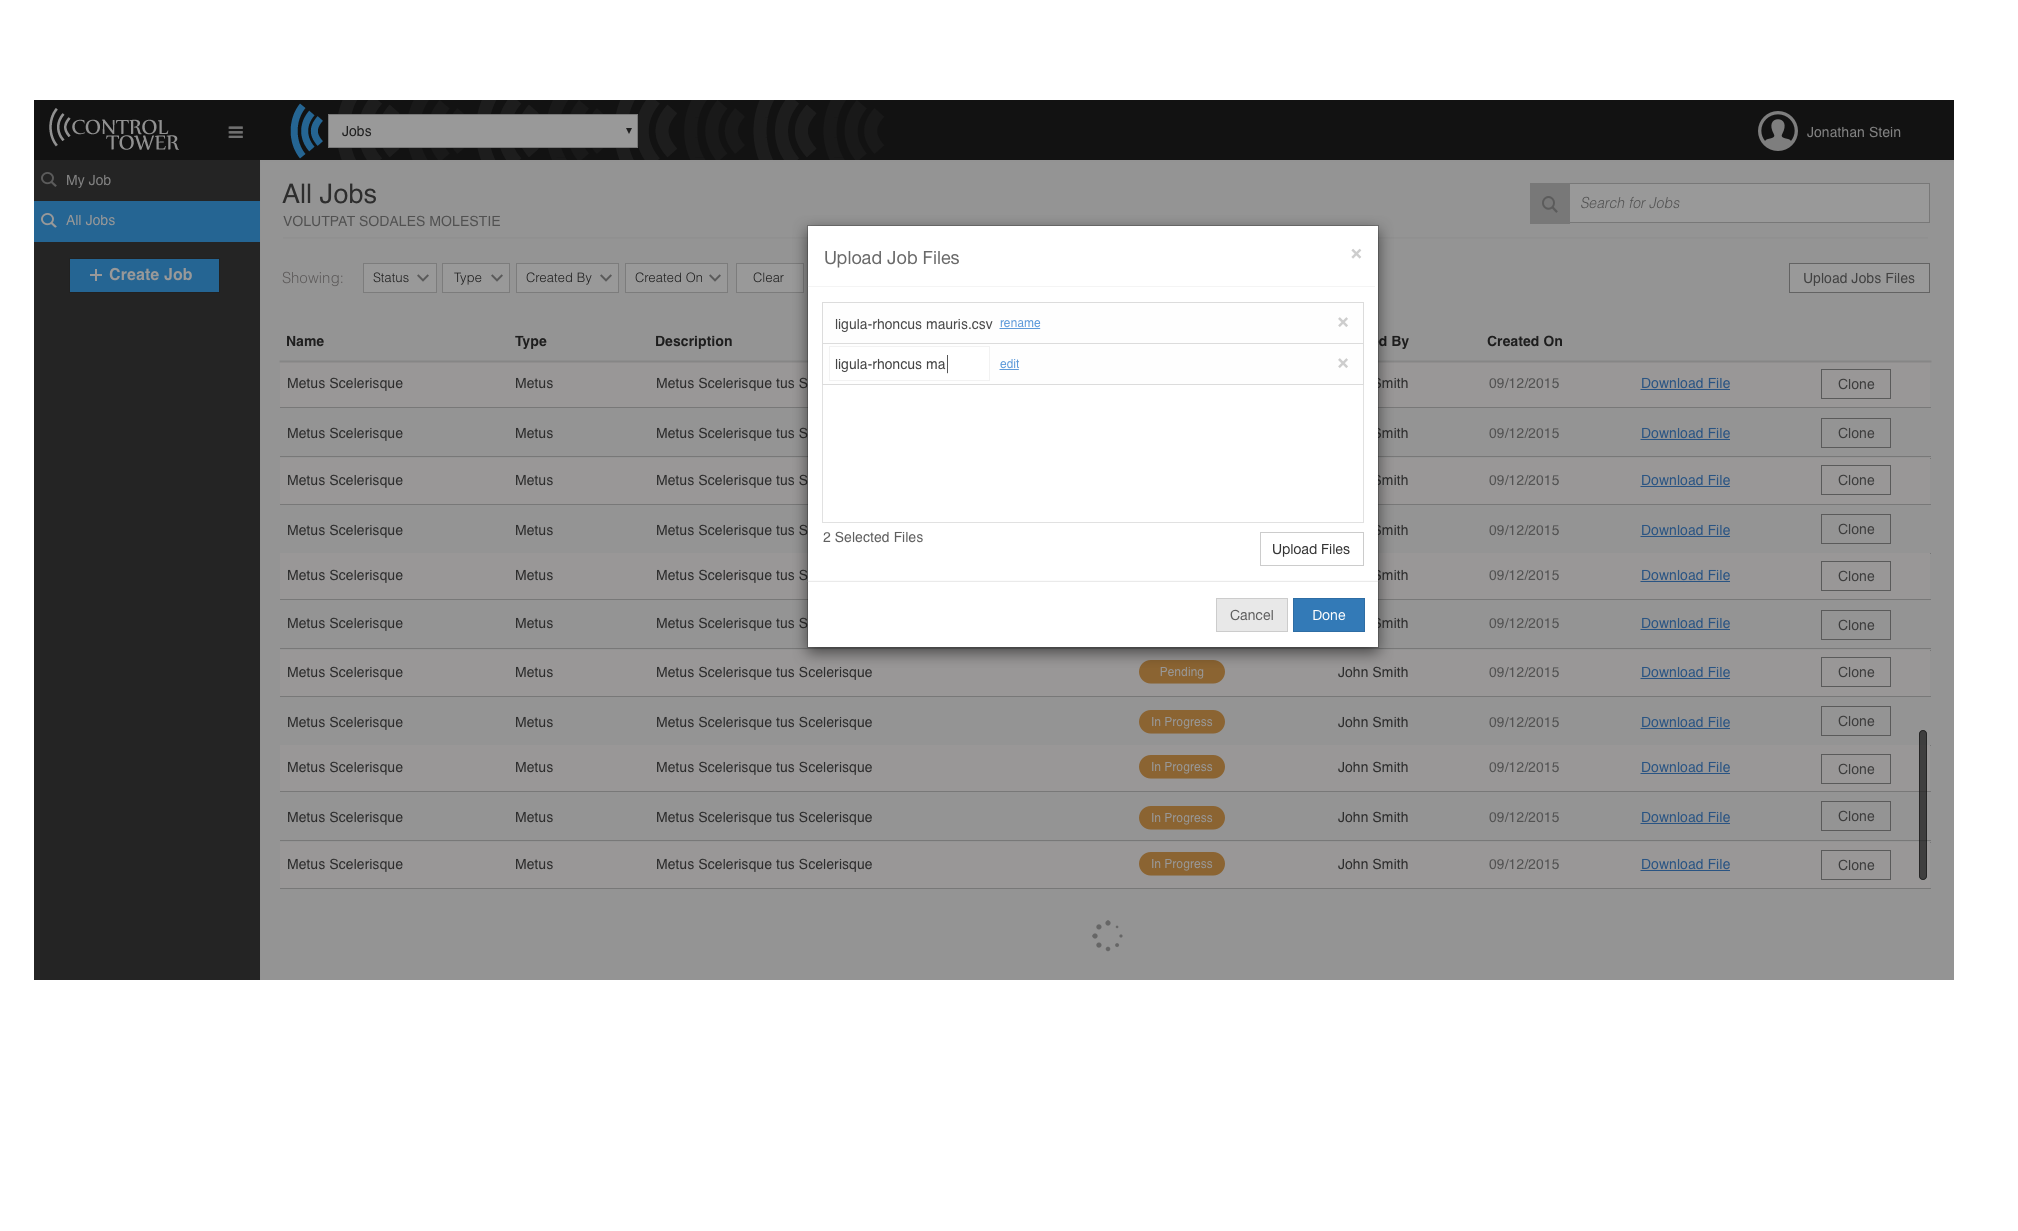 CONTROL
TOWER
Jobs
Jonathan Stein
My Job
All Jobs
+ Create Job
All Jobs
VOLUTPAT SODALES MOLESTIE
Search for Jobs
Showing: Status Type Created By Created On Clear
Upload Jobs Files
Upload Job Files
ligula-rhoncus mauris.csv rename
ligula-rhoncus ma edit
2 Selected Files
Upload Files
Cancel Done
Name Type Description d By Created On
Metus Scelerisque Metus Metus Scelerisque tus S Smith 09/12/2015 Download File Clone
Metus Scelerisque Metus Metus Scelerisque tus S Smith 09/12/2015 Download File Clone
Metus Scelerisque Metus Metus Scelerisque tus S Smith 09/12/2015 Download File Clone
Metus Scelerisque Metus Metus Scelerisque tus S Smith 09/12/2015 Download File Clone
Metus Scelerisque Metus Metus Scelerisque tus S Smith 09/12/2015 Download File Clone
Metus Scelerisque Metus Metus Scelerisque tus S Smith 09/12/2015 Download File Clone
Metus Scelerisque Metus Metus Scelerisque tus Scelerisque Pending John Smith 09/12/2015 Download File Clone
Metus Scelerisque Metus Metus Scelerisque tus Scelerisque In Progress John Smith 09/12/2015 Download File Clone
Metus Scelerisque Metus Metus Scelerisque tus Scelerisque In Progress John Smith 09/12/2015 Download File Clone
Metus Scelerisque Metus Metus Scelerisque tus Scelerisque In Progress John Smith 09/12/2015 Download File Clone
Metus Scelerisque Metus Metus Scelerisque tus Scelerisque In Progress John Smith 09/12/2015 Download File Clone